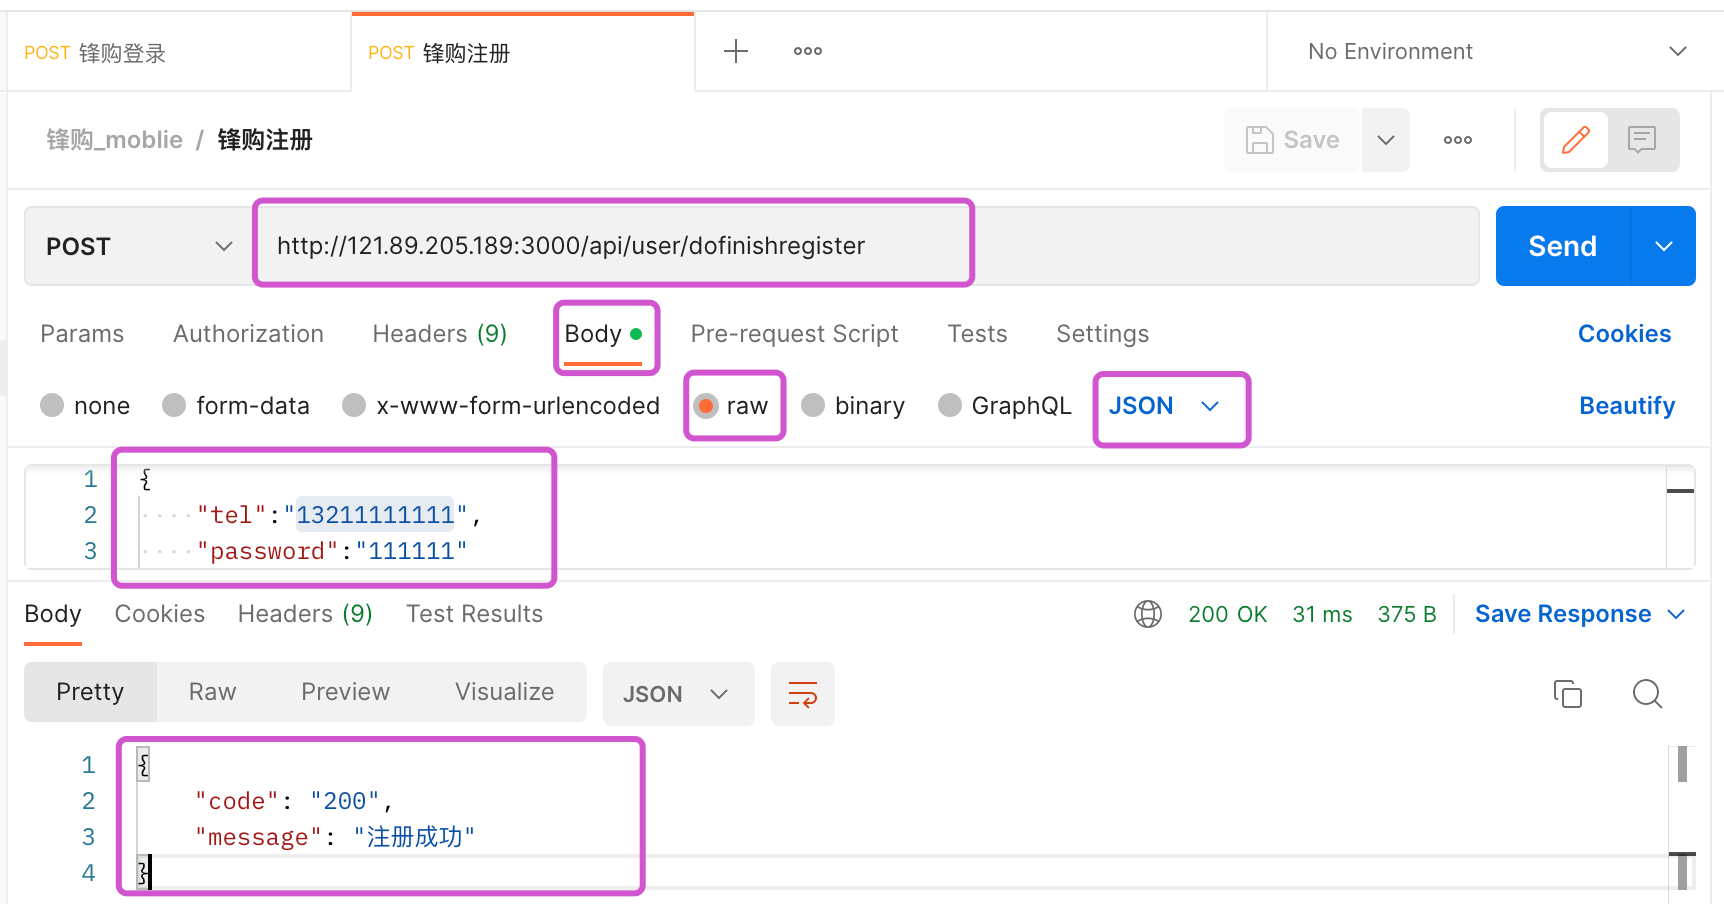 POST 锋购登录 POST 锋购注册 No Environment
锋购_moblie / 锋购注册 Save
POST http://121.89.205.189:3000/api/user/dofinishregister Send
Params Authorization Headers (9) Body Pre-request Script Tests Settings Cookies
none form-data x-www-form-urlencoded raw binary GraphQL JSON Beautify
1 {
2 "tel":"13211111111",
3 "password":"111111"
Body Cookies Headers (9) Test Results 200 OK 31 ms 375 B Save Response
Pretty Raw Preview Visualize JSON
1 {
2 "code": "200",
3 "message": "注册成功"
4 }